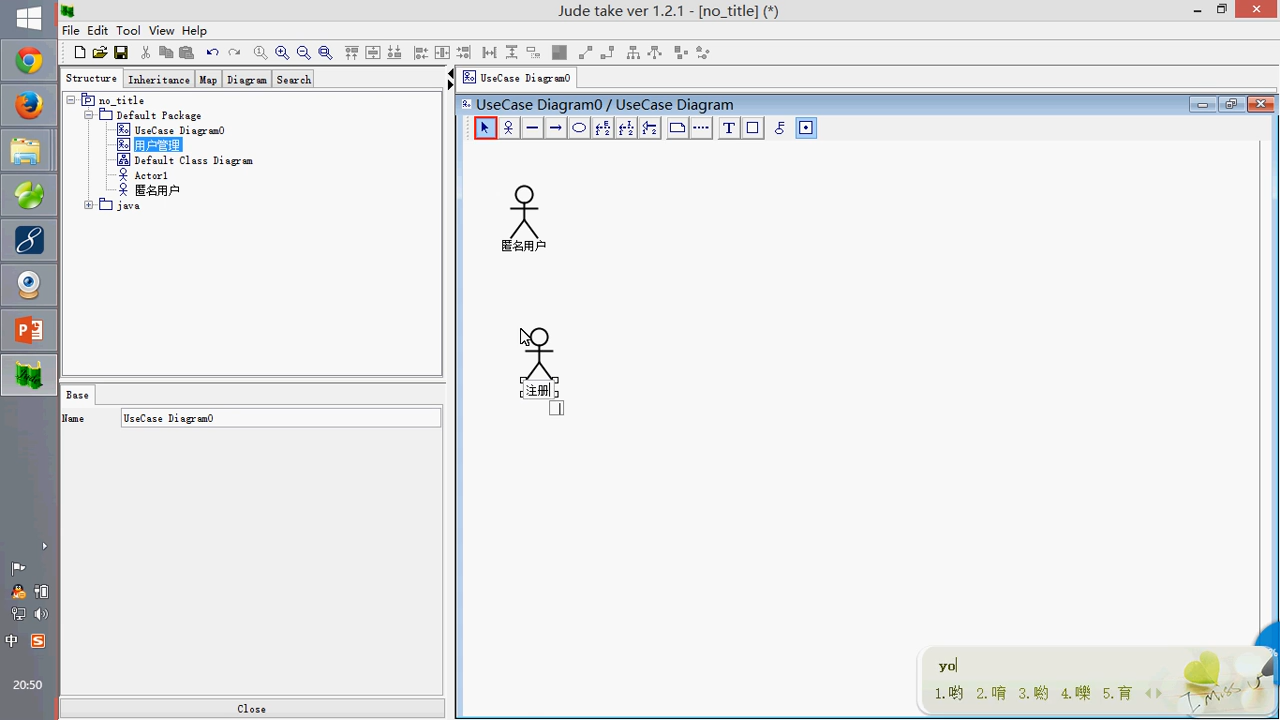 Jude take ver 1.2.1 - [no_title] (*)
File Edit Tool View Help
Structure Inheritance Map Diagram Search
UseCase Diagram0
no_title
Default Package
UseCase Diagram0
用户管理
Default Class Diagram
Actor1
匿名用户
java
UseCase Diagram0 / UseCase Diagram
T
匿名用户
注册
Base
Name UseCase Diagram0
Close
中
20:50
yo
1.哟 2.唷 3.喲 4.嚛 5.育
I Miss U